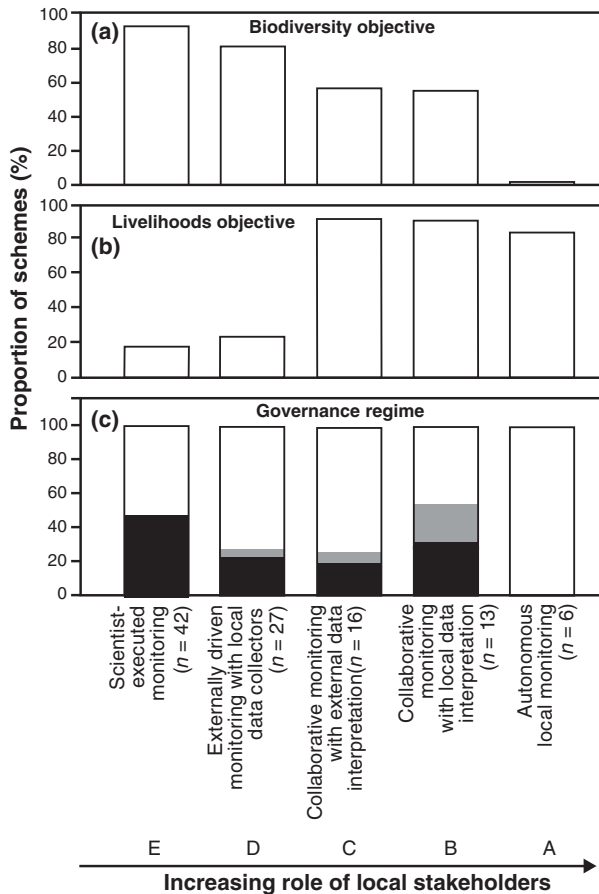 Proportion of schemes (%)
(a)
Biodiversity objective
100
80
60
40
20
0
(b)
Livelihoods objective
100
80
60
40
20
0
(c)
Governance regime
100
80
60
40
20
0
Scientist-
executed
monitoring
(n = 42)
Externally driven
monitoring with local
data collectors
(n = 27)
Collaborative monitoring
with external data
interpretation(n = 16)
Collaborative
monitoring
with local data
interpretation
(n = 13)
Autonomous
local monitoring
(n = 6)
E D C B A
Increasing role of local stakeholders